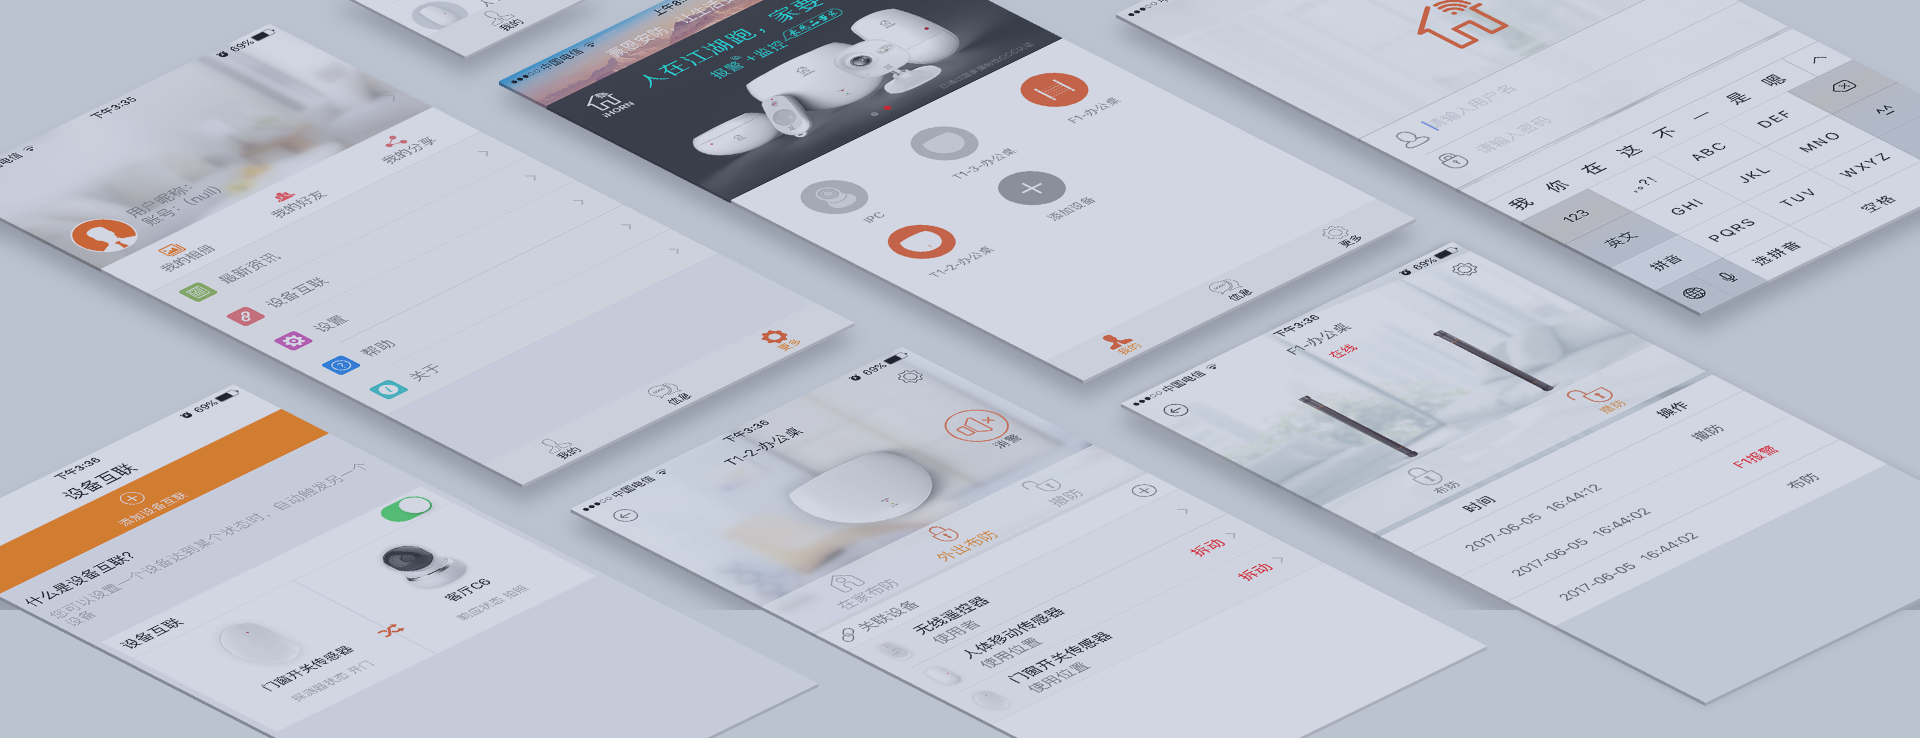 下午3:35
69%
电信
用户昵称:
账号: (null)
我的相册
我的好友
我的分享
最新资讯
设备互联
设置
帮助
关于
我的
信息
更多
我的
中国电信
上午8:
豪恩安防
让生活
人在江湖跑，家要
报警+监控
iHORN
IPC
T1-3-办公桌
F1-办公桌
T1-2-办公桌
添加设备
我的
信息
更多
请输入用户名
请输入密码
我 你 在 这 不 一 是 嗯
123
,。?!
ABC
DEF
英文
GHI
JKL
MNO
拼音
PQRS
TUV
WXYZ
选拼音
空格
下午3:36
69%
设备互联
添加设备互联
什么是设备互联?
您可以设置一个设备达到某个状态时，自动触发另一个
设备
设备互联
门窗开关传感器
探测器状态 开门
客厅C6
响应状态 拍照
中国电信
下午3:36
69%
T1-2-办公桌
消警
在家布防
外出布防
撤防
关联设备
无线遥控器
使用者
人体移动传感器
使用位置
拆动
门窗开关传感器
使用位置
拆动
中国电信
下午3:36
69%
F1-办公桌
在线
布防
撤防
时间
操作
2017-06-05 16:44:12
撤防
2017-06-05 16:44:02
F1报警
2017-06-05 16:44:02
布防